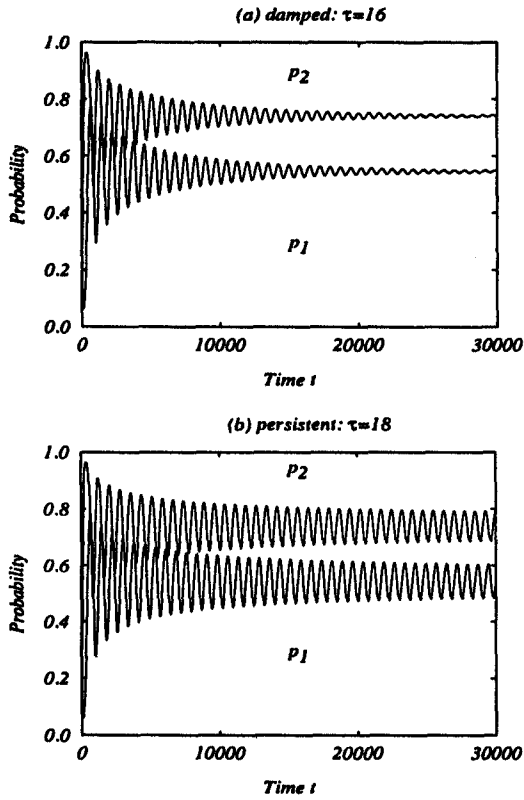 (a) damped: τ=16
1.0
p2
0.8
0.6
Probability
0.4
p1
0.2
0.0
0 10000 20000 30000
Time t
(b) persistent: τ=18
1.0
p2
0.8
0.6
Probability
0.4
p1
0.2
0.0
0 10000 20000 30000
Time t